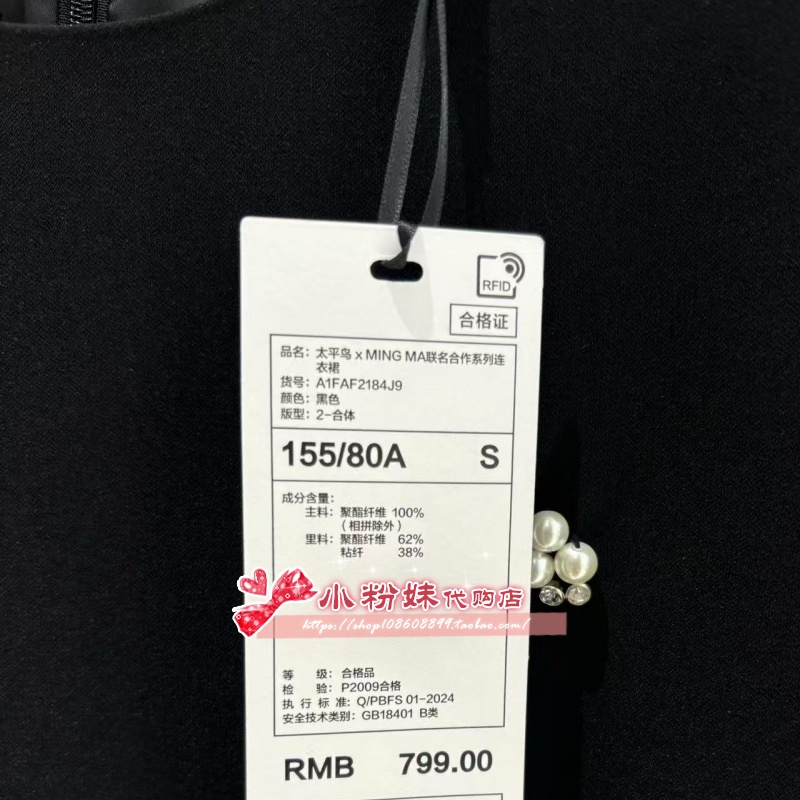 RFID
合格证
品名：太平鸟 x MING MA联名合作系列连
衣裙
货号：A1FAF2184J9
颜色：黑色
版型：2-合体
155/80A S
成分含量：
主料：聚酯纤维 100%
（相拼除外）
里料：聚酯纤维 62%
粘纤 38%
小粉妹代购店
https://shop108608899.taobao.com/
等 级：合格品
检 验：P2009合格
执 行 标 准：Q/PBFS 01-2024
安全技术类别：GB18401 B类
RMB 799.00